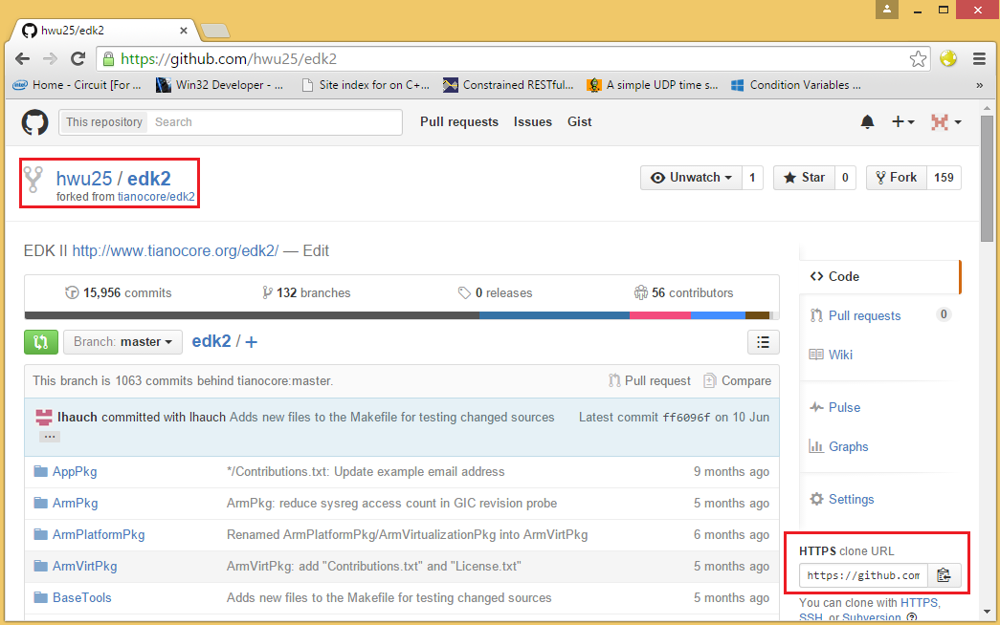 hwu25/edk2
https://github.com/hwu25/edk2
Home - Circuit [For ... Win32 Developer - ... Site index for on C+... Constrained RESTful... A simple UDP time s... Condition Variables ... »
This repository Search Pull requests Issues Gist
hwu25 / edk2
forked from tianocore/edk2
Unwatch 1 Star 0 Fork 159
EDK II http://www.tianocore.org/edk2/ — Edit
15,956 commits 132 branches 0 releases 56 contributors
Branch: master edk2 / +
This branch is 1063 commits behind tianocore:master. Pull request Compare
lhauch committed with lhauch Adds new files to the Makefile for testing changed sources Latest commit ff6096f on 10 Jun
...
AppPkg */Contributions.txt: Update example email address 9 months ago
ArmPkg ArmPkg: reduce sysreg access count in GIC revision probe 5 months ago
ArmPlatformPkg Renamed ArmPlatformPkg/ArmVirtualizationPkg into ArmVirtPkg 6 months ago
ArmVirtPkg ArmVirtPkg: add "Contributions.txt" and "License.txt" 5 months ago
BaseTools Adds new files to the Makefile for testing changed sources 5 months ago
Code
Pull requests 0
Wiki
Pulse
Graphs
Settings
HTTPS clone URL
https://github.com
You can clone with HTTPS,
SSH, or Subversion.